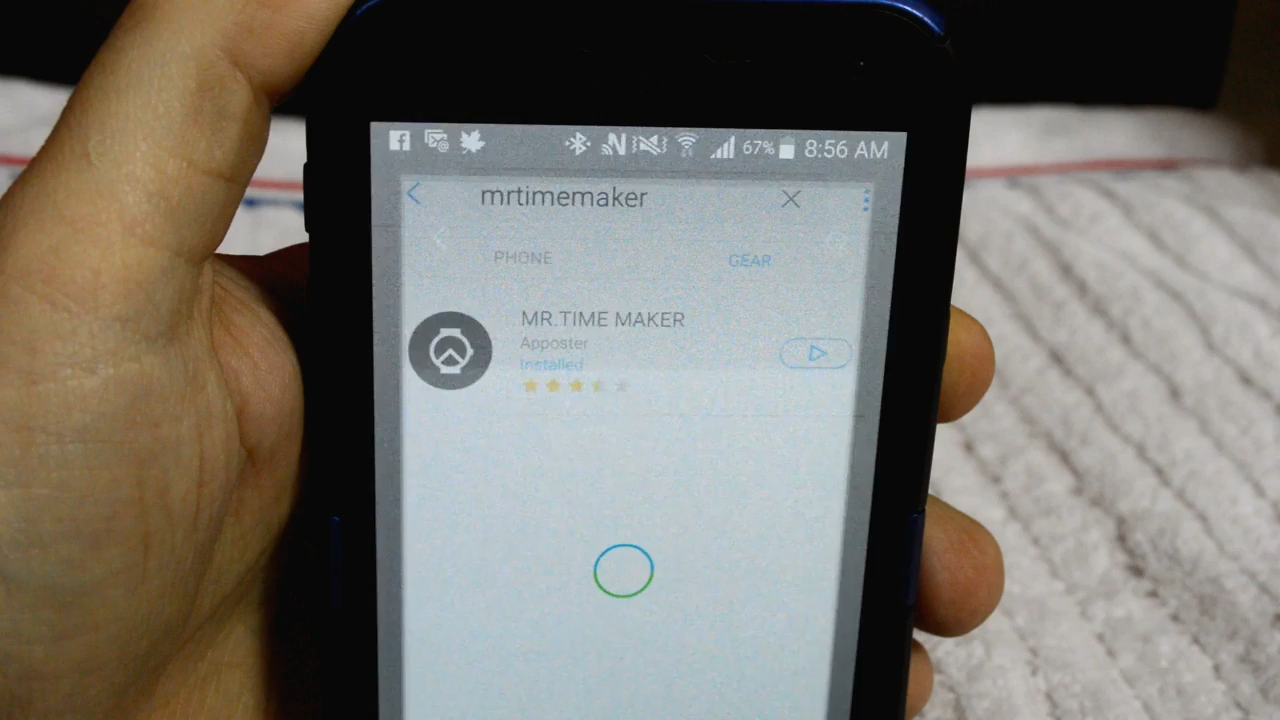 67% 8:56 AM
mrtimemaker
PHONE GEAR
MR.TIME MAKER
Apposter
Installed